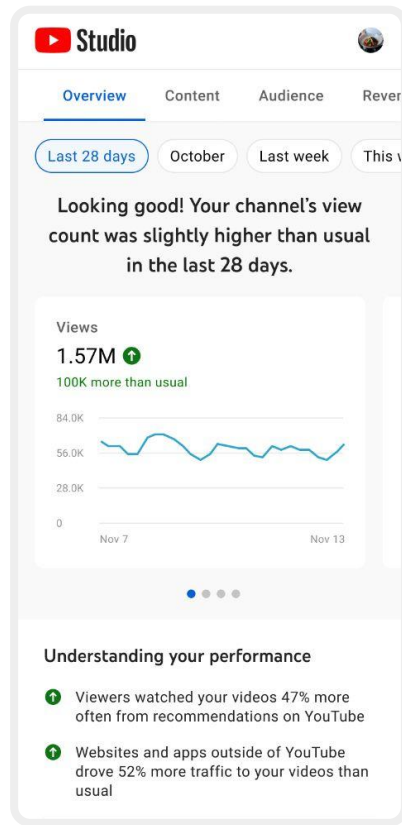 Studio
Overview Content Audience Rever
Last 28 days October Last week This
Looking good! Your channel's view
count was slightly higher than usual
in the last 28 days.
Views
1.57M
100K more than usual
84.0K
56.0K
28.0K
0
Nov 7 Nov 13
Understanding your performance
Viewers watched your videos 47% more
often from recommendations on YouTube
Websites and apps outside of YouTube
drove 52% more traffic to your videos than
usual